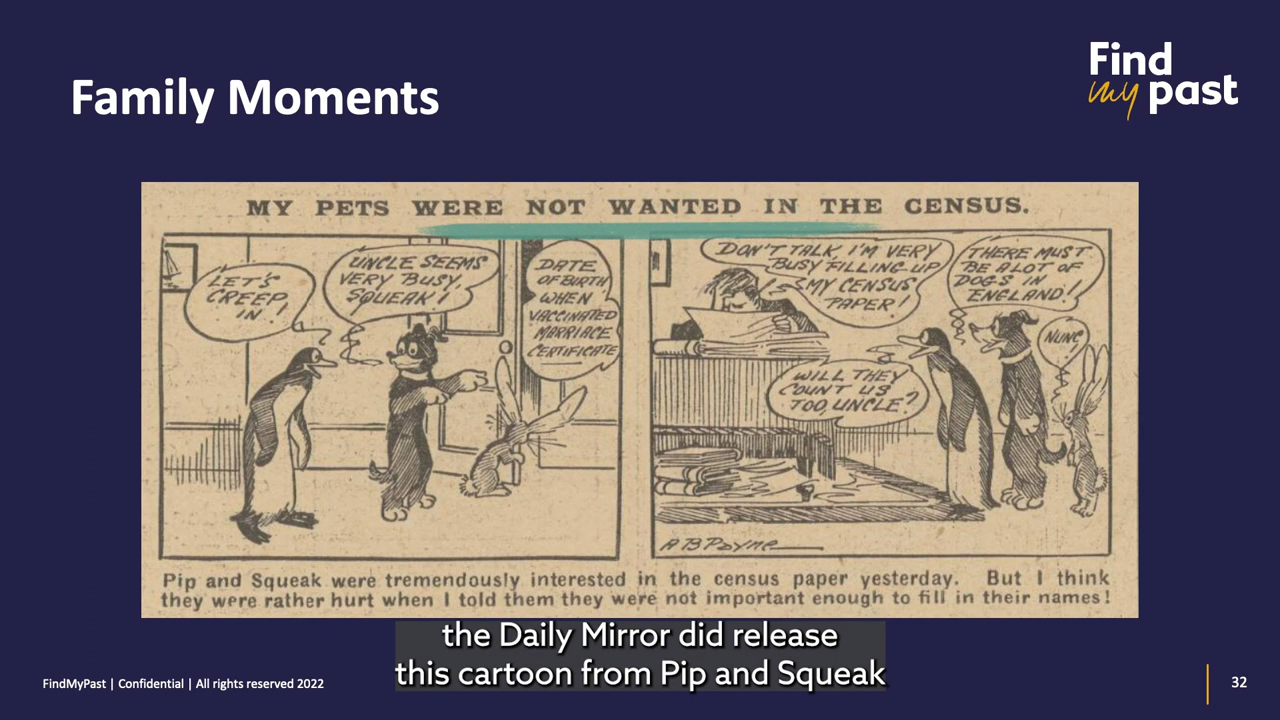 Family Moments
Find
my past
MY PETS WERE NOT WANTED IN THE CENSUS.
LET'S
CREEP
IN!
UNCLE SEEMS
VERY BUSY,
SQUEAK!
DATE
OF BIRTH
WHEN
VACCINATED
MARRIAGE
CERTIFICATE
DON'T TALK, I'M VERY
BUSY FILLING-UP
MY CENSUS
PAPER!
THERE MUST
BE A LOT OF
DOGS IN
ENGLAND!
NUNC
WILL THEY
COUNT US
TOO, UNCLE?
A B Payne
Pip and Squeak were tremendously interested in the census paper yesterday. But I think
they were rather hurt when I told them they were not important enough to fill in their names!
the Daily Mirror did release
this cartoon from Pip and Squeak
FindMyPast | Confidential | All rights reserved 2022
32